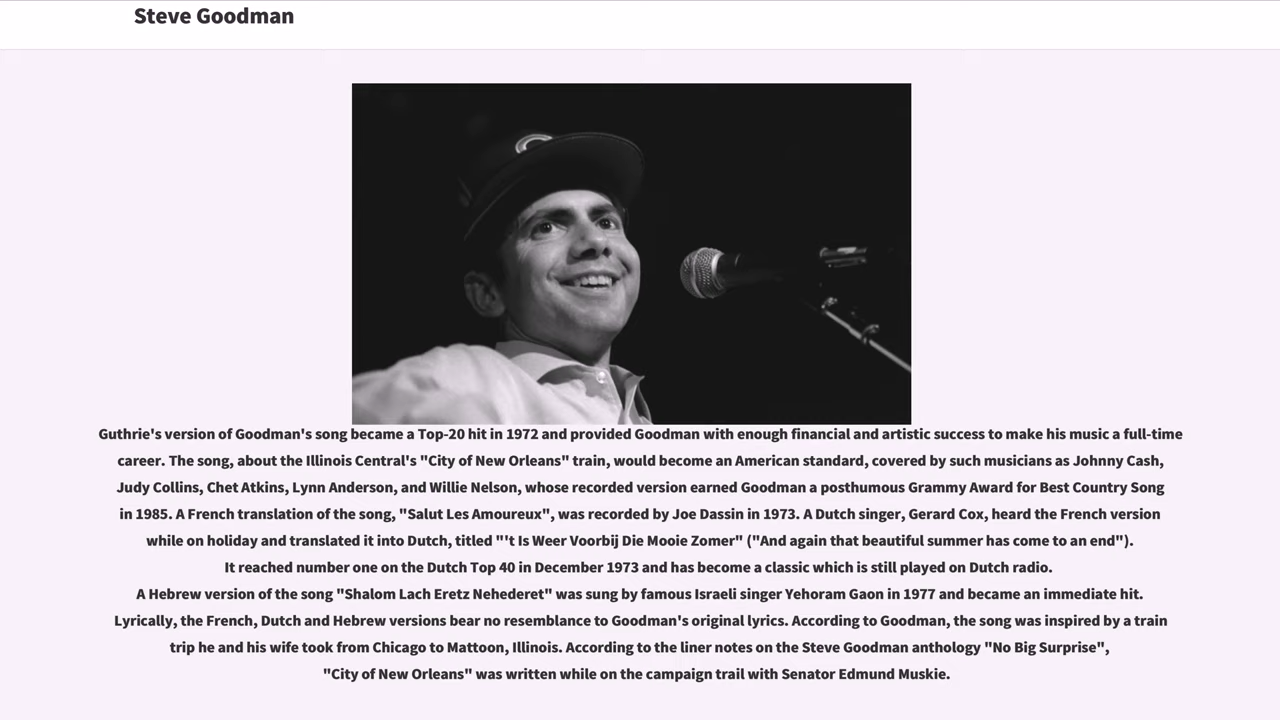 Steve Goodman
Guthrie's version of Goodman's song became a Top-20 hit in 1972 and provided Goodman with enough financial and artistic success to make his music a full-time
career. The song, about the Illinois Central's "City of New Orleans" train, would become an American standard, covered by such musicians as Johnny Cash,
Judy Collins, Chet Atkins, Lynn Anderson, and Willie Nelson, whose recorded version earned Goodman a posthumous Grammy Award for Best Country Song
in 1985. A French translation of the song, "Salut Les Amoureux", was recorded by Joe Dassin in 1973. A Dutch singer, Gerard Cox, heard the French version
while on holiday and translated it into Dutch, titled "'t Is Weer Voorbij Die Mooie Zomer" ("And again that beautiful summer has come to an end").
It reached number one on the Dutch Top 40 in December 1973 and has become a classic which is still played on Dutch radio.
A Hebrew version of the song "Shalom Lach Eretz Nehederet" was sung by famous Israeli singer Yehoram Gaon in 1977 and became an immediate hit.
Lyrically, the French, Dutch and Hebrew versions bear no resemblance to Goodman's original lyrics. According to Goodman, the song was inspired by a train
trip he and his wife took from Chicago to Mattoon, Illinois. According to the liner notes on the Steve Goodman anthology "No Big Surprise",
"City of New Orleans" was written while on the campaign trail with Senator Edmund Muskie.